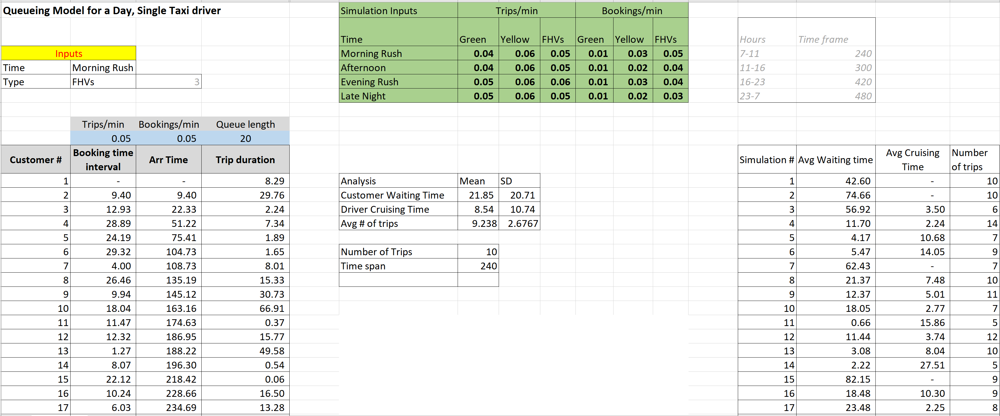 Queueing Model for a Day, Single Taxi driver Simulation Inputs Trips/min Bookings/min
Time Green Yellow FHVs Green Yellow FHVs Hours Time frame
Inputs Morning Rush 0.04 0.06 0.05 0.01 0.03 0.05 7-11 240
Time Morning Rush Afternoon 0.04 0.06 0.05 0.01 0.02 0.04 11-16 300
Type FHVs 3 Evening Rush 0.05 0.06 0.06 0.01 0.03 0.04 16-23 420
Late Night 0.05 0.06 0.05 0.01 0.02 0.03 23-7 480
Trips/min Bookings/min Queue length
0.05 0.05 20
Customer # Booking time interval Arr Time Trip duration Simulation # Avg Waiting time Avg Cruising Time Number of trips
1 - - 8.29 Analysis Mean SD 1 42.60 - 10
2 9.40 9.40 29.76 Customer Waiting Time 21.85 20.71 2 74.66 - 10
3 12.93 22.33 2.24 Driver Cruising Time 8.54 10.74 3 56.92 3.50 6
4 28.89 51.22 7.34 Avg # of trips 9.238 2.6767 4 11.70 2.24 14
5 24.19 75.41 1.89 5 4.17 10.68 7
6 29.32 104.73 1.65 Number of Trips 10 6 5.47 14.05 9
7 4.00 108.73 8.01 Time span 240 7 62.43 - 7
8 26.46 135.19 15.33 8 21.37 7.48 10
9 9.94 145.12 30.73 9 12.37 5.01 11
10 18.04 163.16 66.91 10 18.05 2.77 7
11 11.47 174.63 0.37 11 0.66 15.86 5
12 12.32 186.95 15.77 12 11.44 3.74 12
13 1.27 188.22 49.58 13 3.08 8.04 10
14 8.07 196.30 0.54 14 2.22 27.51 5
15 22.12 218.42 0.06 15 82.15 - 9
16 10.24 228.66 16.50 16 18.48 10.30 9
17 6.03 234.69 13.28 17 23.48 2.25 8